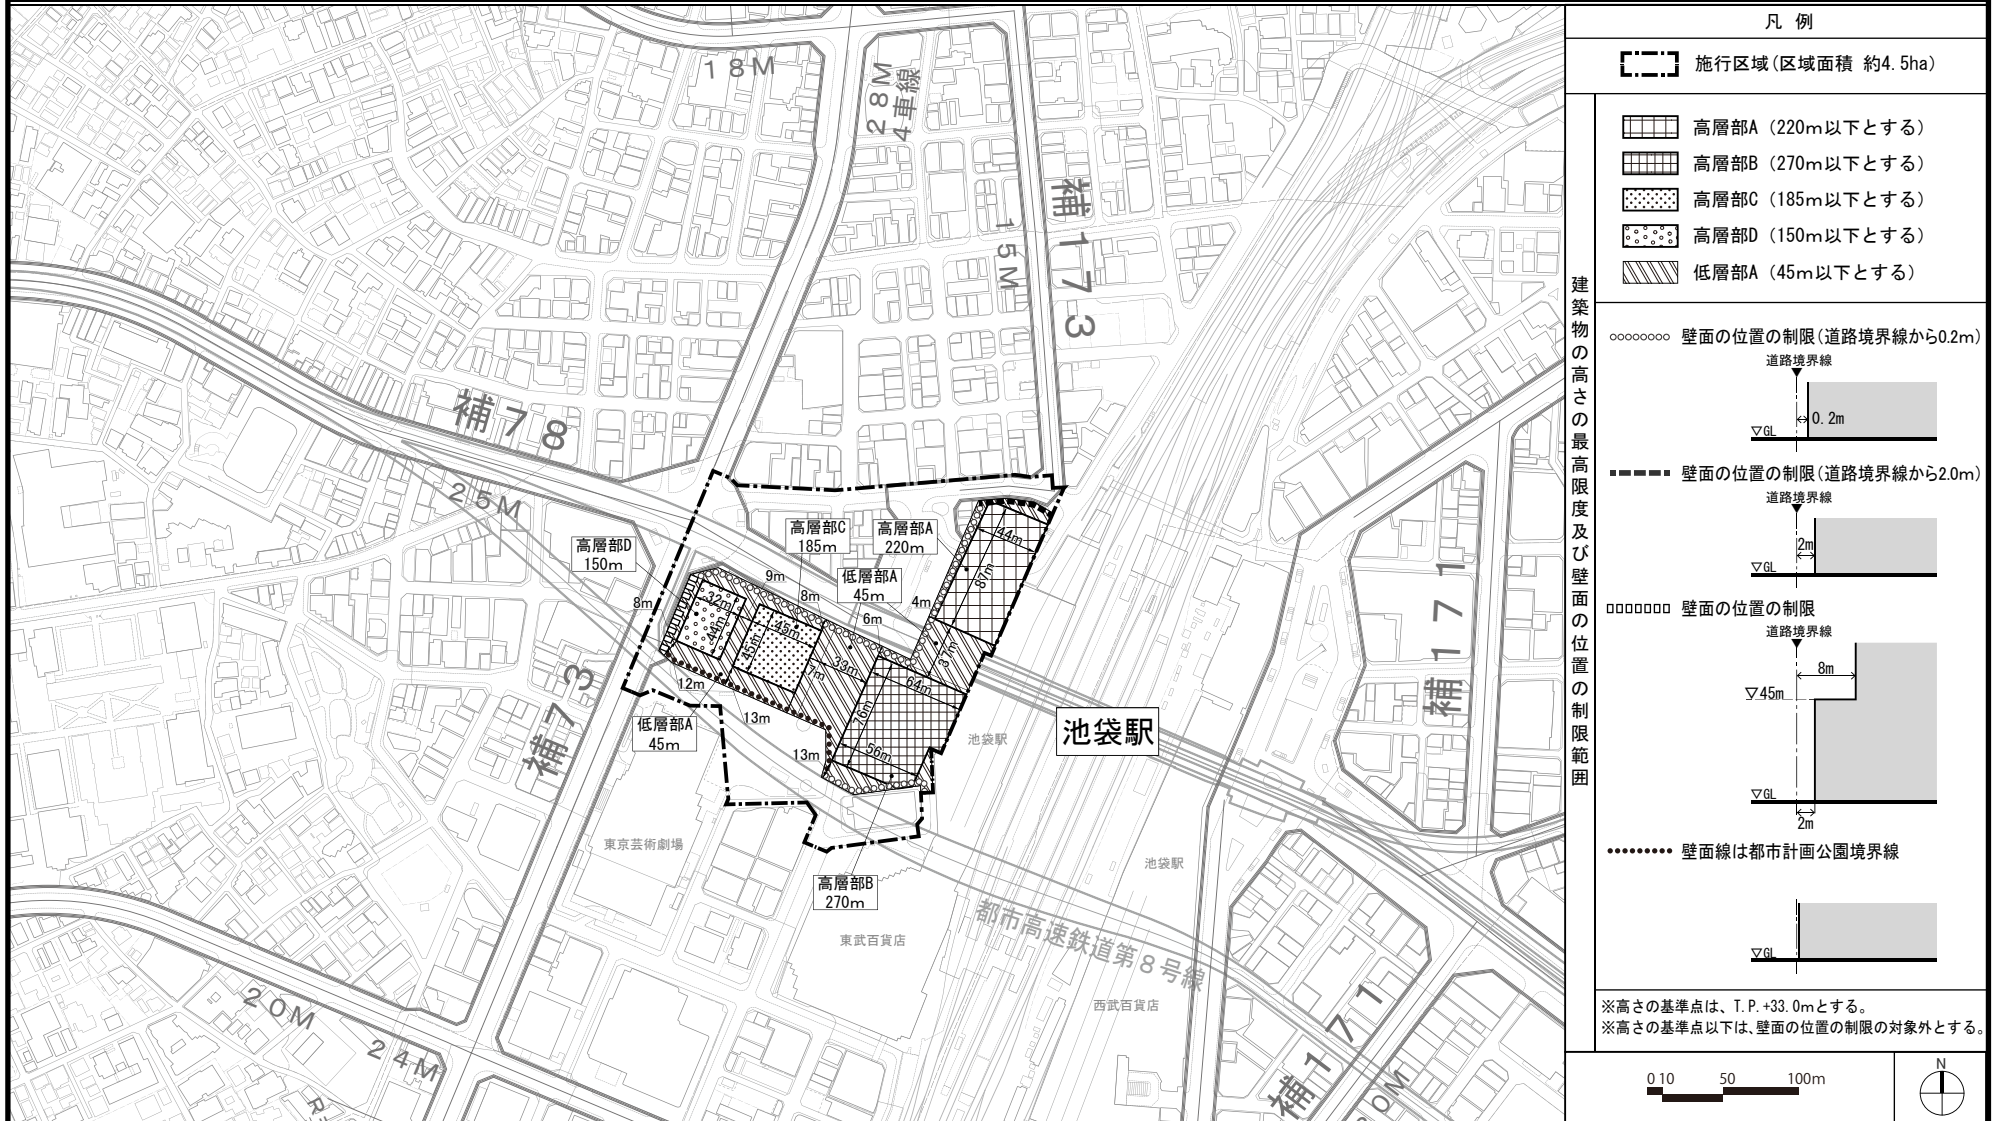 18M
28M
4車線
補173
15M
補78
25M
高層部C
185m
高層部A
220m
高層部D
150m
低層部A
45m
9m
8m
8m
6m
4m
44m
87m
37m
32m
44m
45m
45m
33m
64m
76m
56m
12m
13m
13m
低層部A
45m
高層部B
270m
補73
補171
池袋駅
池袋駅
池袋駅
東京芸術劇場
東武百貨店
西武百貨店
都市高速鉄道第8号線
20M
24M
補171
凡 例
施行区域(区域面積 約4.5ha)
建築物の高さの最高限度及び壁面の位置の制限範囲
高層部A (220m以下とする)
高層部B (270m以下とする)
高層部C (185m以下とする)
高層部D (150m以下とする)
低層部A (45m以下とする)
壁面の位置の制限(道路境界線から0.2m)
道路境界線
0.2m
▽GL
壁面の位置の制限(道路境界線から2.0m)
道路境界線
2m
▽GL
壁面の位置の制限
道路境界線
8m
▽45m
▽GL
2m
壁面線は都市計画公園境界線
▽GL
※高さの基準点は、T.P.+33.0mとする。
※高さの基準点以下は、壁面の位置の制限の対象外とする。
0 10 50 100m
N